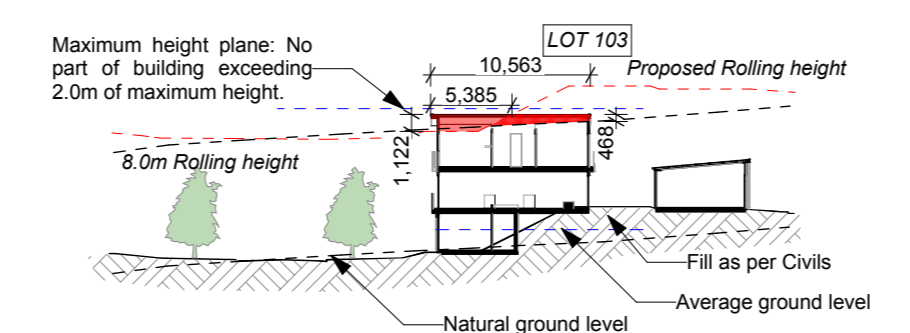 LOT 103
Maximum height plane: No
part of building exceeding
2.0m of maximum height.
10,563
Proposed Rolling height
5,385
8.0m Rolling height
1,122
468
Fill as per Civils
Average ground level
Natural ground level